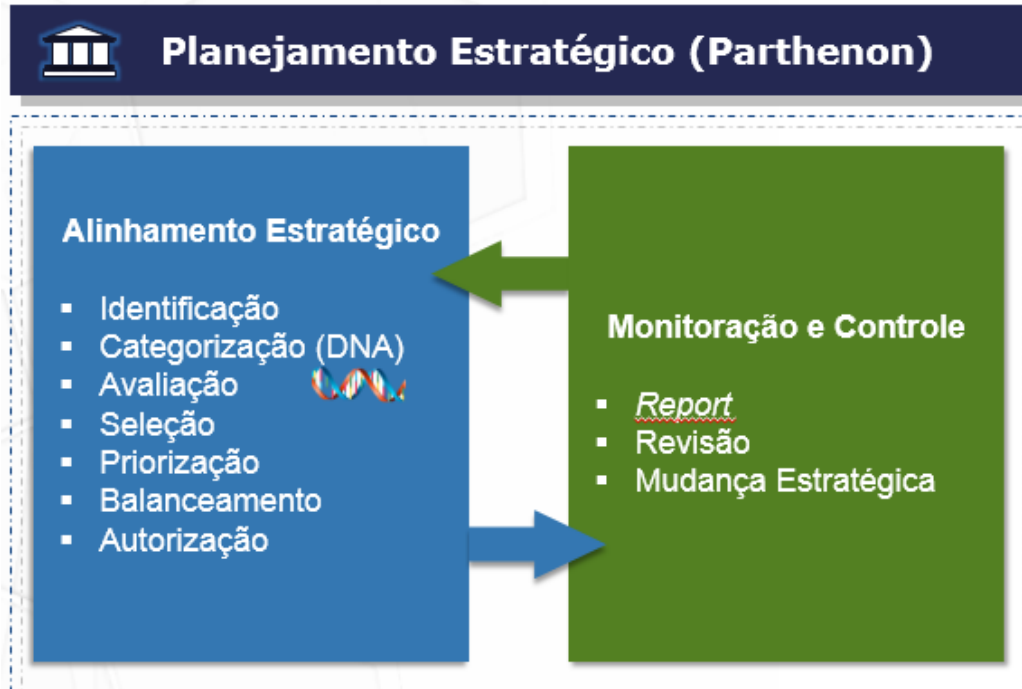 Planejamento Estratégico (Parthenon)
Alinhamento Estratégico
▪ Identificação
▪ Categorização (DNA)
▪ Avaliação
▪ Seleção
▪ Priorização
▪ Balanceamento
▪ Autorização
Monitoração e Controle
▪ Report
▪ Revisão
▪ Mudança Estratégica